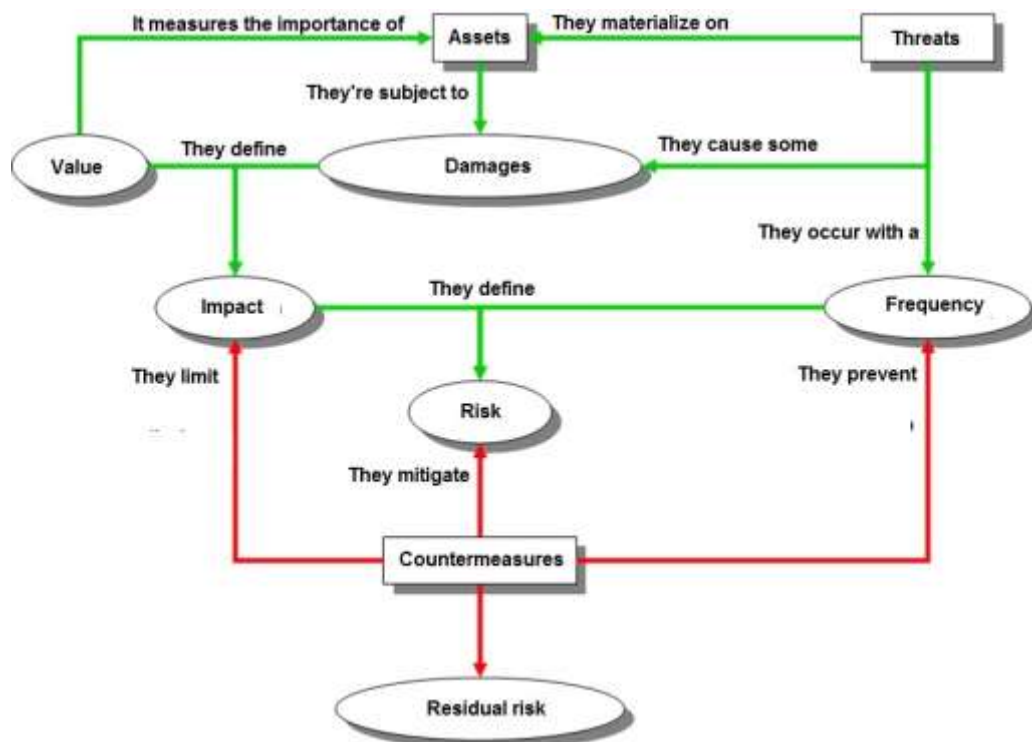 It measures the importance of
Assets
They materialize on
Threats
They're subject to
Value
They define
Damages
They cause some
They occur with a
Impact
They define
Frequency
They limit
They prevent
Risk
They mitigate
Countermeasures
Residual risk